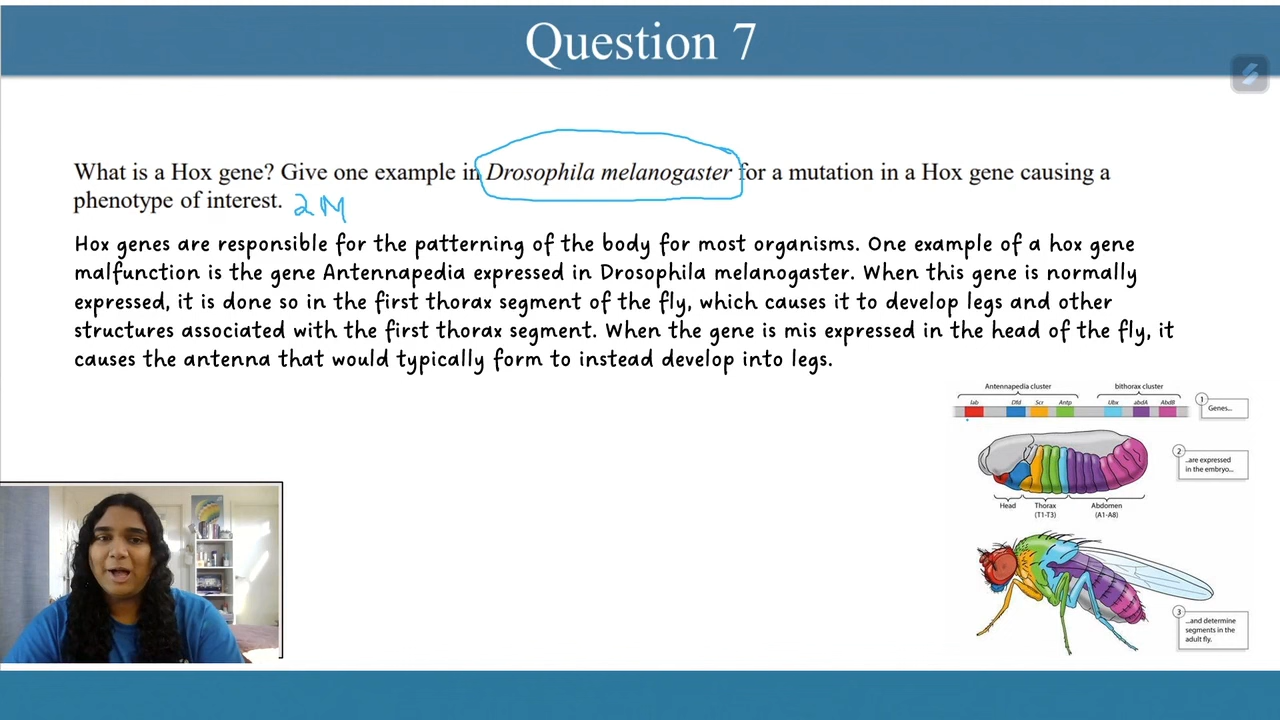 Question 7
What is a Hox gene? Give one example in Drosophila melanogaster for a mutation in a Hox gene causing a
phenotype of interest. 2M
Hox genes are responsible for the patterning of the body for most organisms. One example of a hox gene
malfunction is the gene Antennapedia expressed in Drosophila melanogaster. When this gene is normally
expressed, it is done so in the first thorax segment of the fly, which causes it to develop legs and other
structures associated with the first thorax segment. When the gene is mis expressed in the head of the fly, it
causes the antenna that would typically form to instead develop into legs.
Antennapedia cluster bithorax cluster
lab Dfd Scr Antp Ubx abdA AbdB
1
Genes...
2
...are expressed
in the embryo...
Head Thorax Abdomen
(T1-T3) (A1-A8)
3
...and determine
segments in the
adult fly.